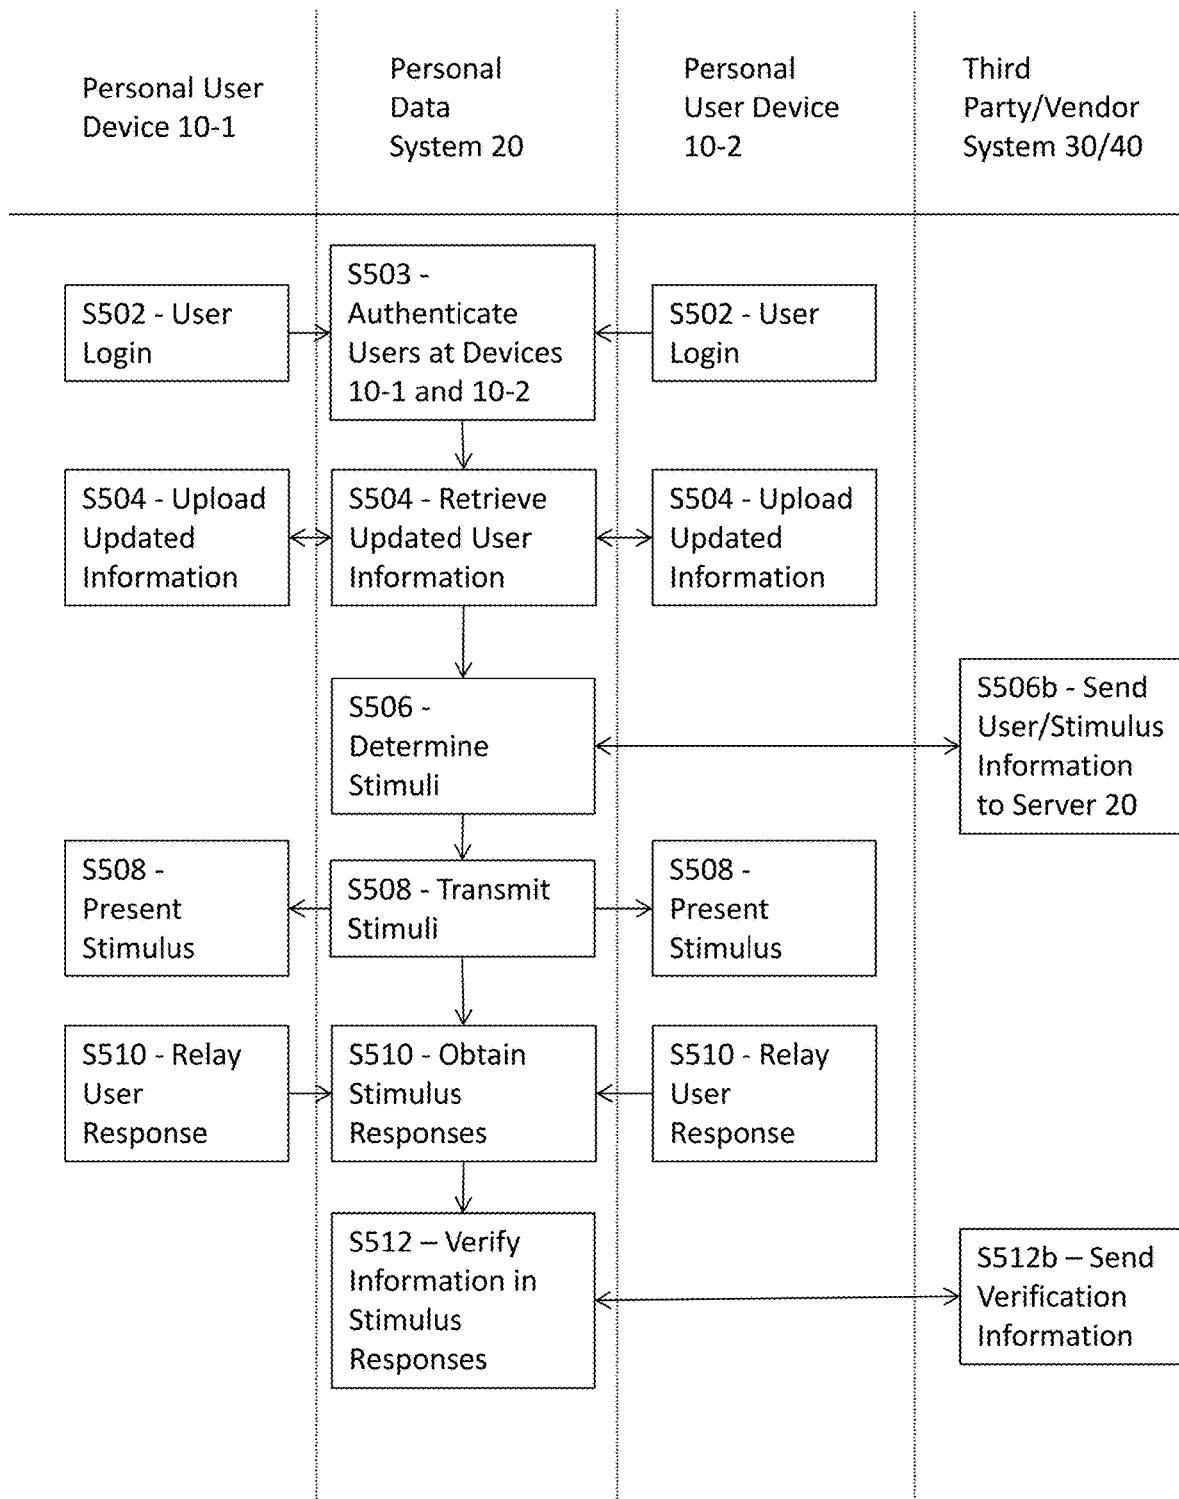 Personal User
Device 10-1
Personal
Data
System 20
Personal
User Device
10-2
Third
Party/Vendor
System 30/40
S502 - User
Login
S503 -
Authenticate
Users at Devices
10-1 and 10-2
S502 - User
Login
S504 - Upload
Updated
Information
S504 - Retrieve
Updated User
Information
S504 - Upload
Updated
Information
S506 -
Determine
Stimuli
S506b - Send
User/Stimulus
Information
to Server 20
S508 -
Present
Stimulus
S508 - Transmit
Stimuli
S508 -
Present
Stimulus
S510 - Relay
User
Response
S510 - Obtain
Stimulus
Responses
S510 - Relay
User
Response
S512 – Verify
Information in
Stimulus
Responses
S512b – Send
Verification
Information